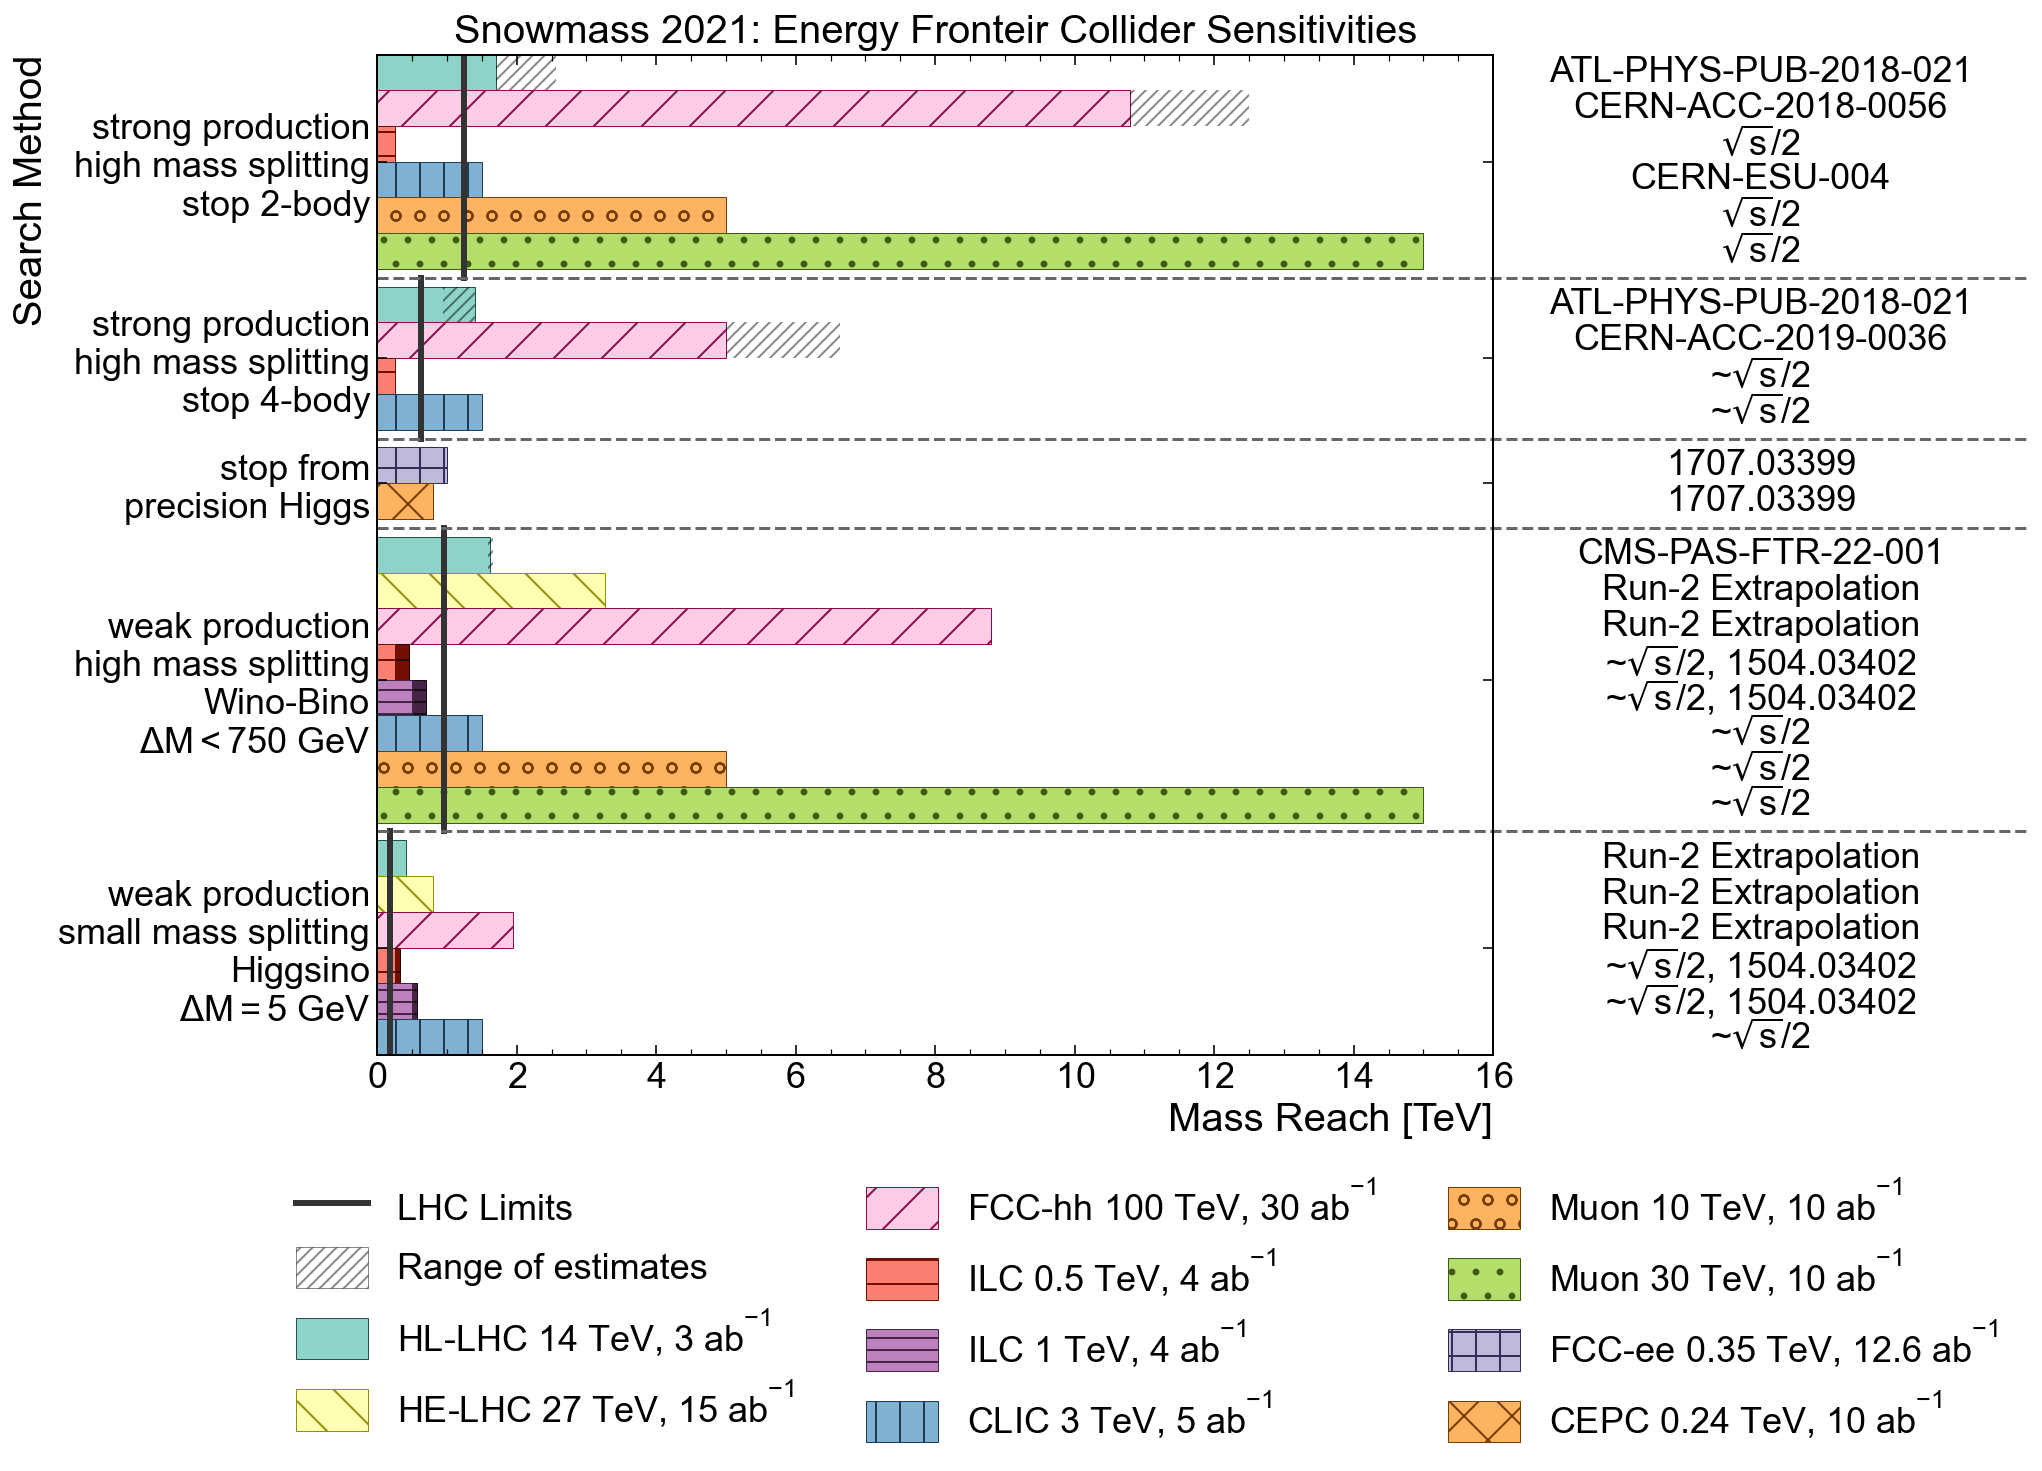 Snowmass 2021: Energy Fronteir Collider Sensitivities
Search Method
strong production
high mass splitting
stop 2-body
ATL-PHYS-PUB-2018-021
CERN-ACC-2018-0056
√s/2
CERN-ESU-004
√s/2
√s/2
strong production
high mass splitting
stop 4-body
ATL-PHYS-PUB-2018-021
CERN-ACC-2019-0036
~√s/2
~√s/2
stop from
precision Higgs
1707.03399
1707.03399
weak production
high mass splitting
Wino-Bino
ΔM < 750 GeV
CMS-PAS-FTR-22-001
Run-2 Extrapolation
Run-2 Extrapolation
~√s/2, 1504.03402
~√s/2, 1504.03402
~√s/2
~√s/2
~√s/2
weak production
small mass splitting
Higgsino
ΔM = 5 GeV
Run-2 Extrapolation
Run-2 Extrapolation
Run-2 Extrapolation
~√s/2, 1504.03402
~√s/2, 1504.03402
~√s/2
0 2 4 6 8 10 12 14 16
Mass Reach [TeV]
LHC Limits
Range of estimates
HL-LHC 14 TeV, 3 ab⁻¹
HE-LHC 27 TeV, 15 ab⁻¹
FCC-hh 100 TeV, 30 ab⁻¹
ILC 0.5 TeV, 4 ab⁻¹
ILC 1 TeV, 4 ab⁻¹
CLIC 3 TeV, 5 ab⁻¹
Muon 10 TeV, 10 ab⁻¹
Muon 30 TeV, 10 ab⁻¹
FCC-ee 0.35 TeV, 12.6 ab⁻¹
CEPC 0.24 TeV, 10 ab⁻¹